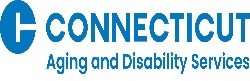 CONNECTICUT
Aging and Disability Services